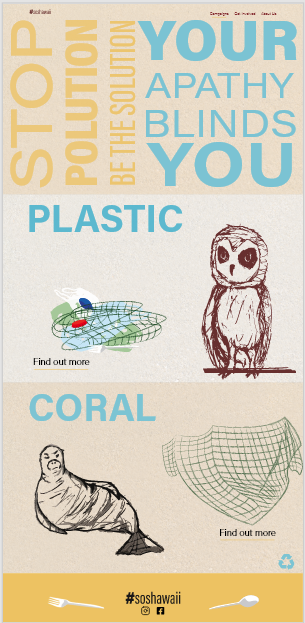 #soshawaii
Campaigns Get involved About Us
STOP
POLUTION
BE THE SOLUTION
YOUR
APATHY
BLINDS
YOU
PLASTIC
Find out more
CORAL
Find out more
#soshawaii